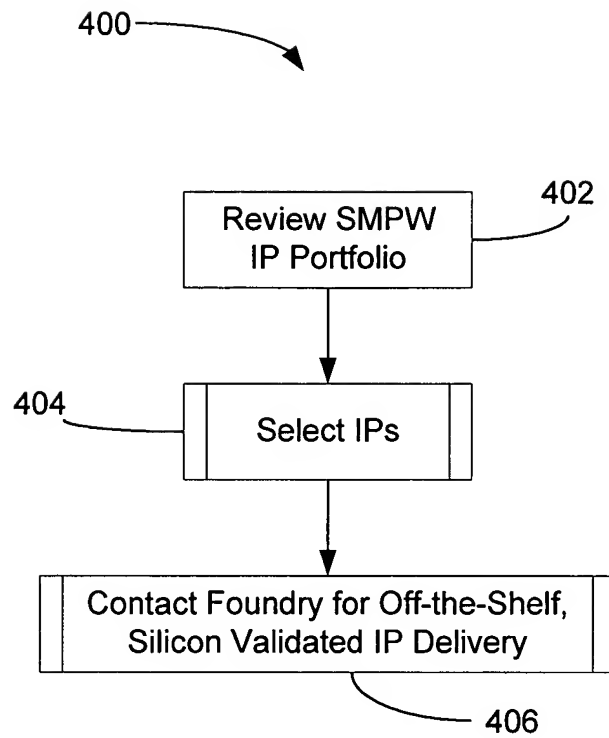 400
Review SMPW
IP Portfolio
402
404
Select IPs
Contact Foundry for Off-the-Shelf,
Silicon Validated IP Delivery
406